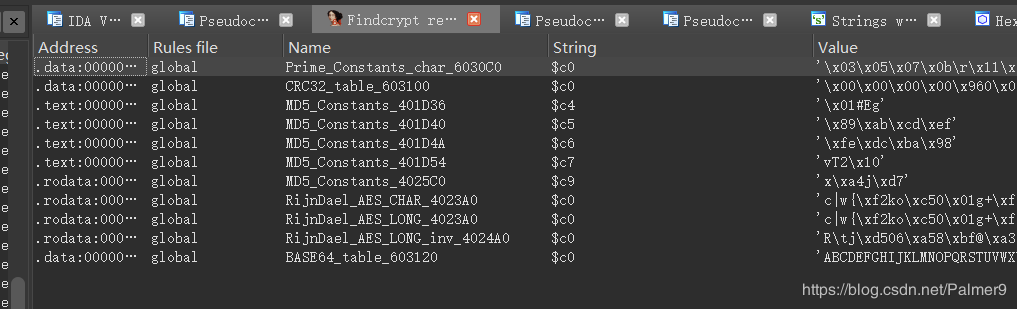 IDA V… Pseudoc… Findcrypt re… Pseudoc… Pseudoc… Strings w… Hex
Address Rules file Name String Value
.data:00000… global Prime_Constants_char_6030C0 $c0 '\x03\x05\x07\x0b\r\x11\x
.data:00000… global CRC32_table_603100 $c0 '\x00\x00\x00\x00\x960\x0
.text:00000… global MD5_Constants_401D36 $c4 '\x01#Eg'
.text:00000… global MD5_Constants_401D40 $c5 '\x89\xab\xcd\xef'
.text:00000… global MD5_Constants_401D4A $c6 '\xfe\xdc\xba\x98'
.text:00000… global MD5_Constants_401D54 $c7 'vT2\x10'
.rodata:000… global MD5_Constants_4025C0 $c9 'x\xa4j\xd7'
.rodata:000… global RijnDael_AES_CHAR_4023A0 $c0 'c|w{\xf2ko\xc50\x01g+\xf
.rodata:000… global RijnDael_AES_LONG_4023A0 $c0 'c|w{\xf2ko\xc50\x01g+\xf
.rodata:000… global RijnDael_AES_LONG_inv_4024A0 $c0 'R\tj\xd506\xa58\xbf@\xa3
.data:00000… global BASE64_table_603120 $c0 'ABCDEFGHIJKLMNOPQRSTUVWX
https://blog.csdn.net/Palmer9